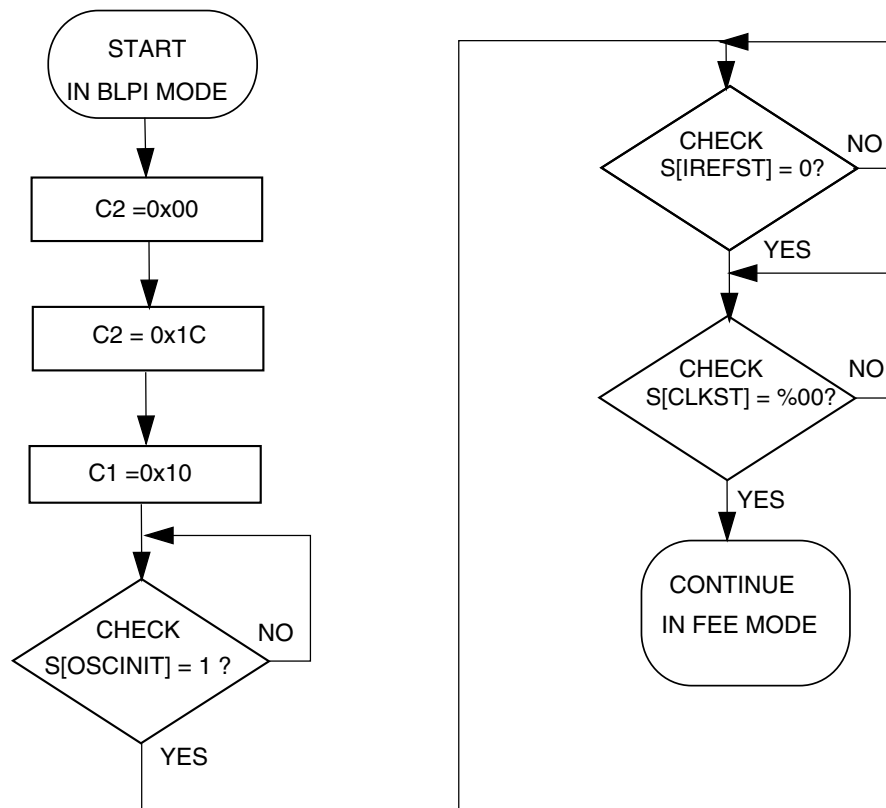 START
IN BLPI MODE
C2 =0x00
C2 = 0x1C
C1 =0x10
CHECK
S[OSCINIT] = 1 ?
NO
YES
CHECK
S[IREFST] = 0?
NO
YES
CHECK
S[CLKST] = %00?
NO
YES
CONTINUE
IN FEE MODE